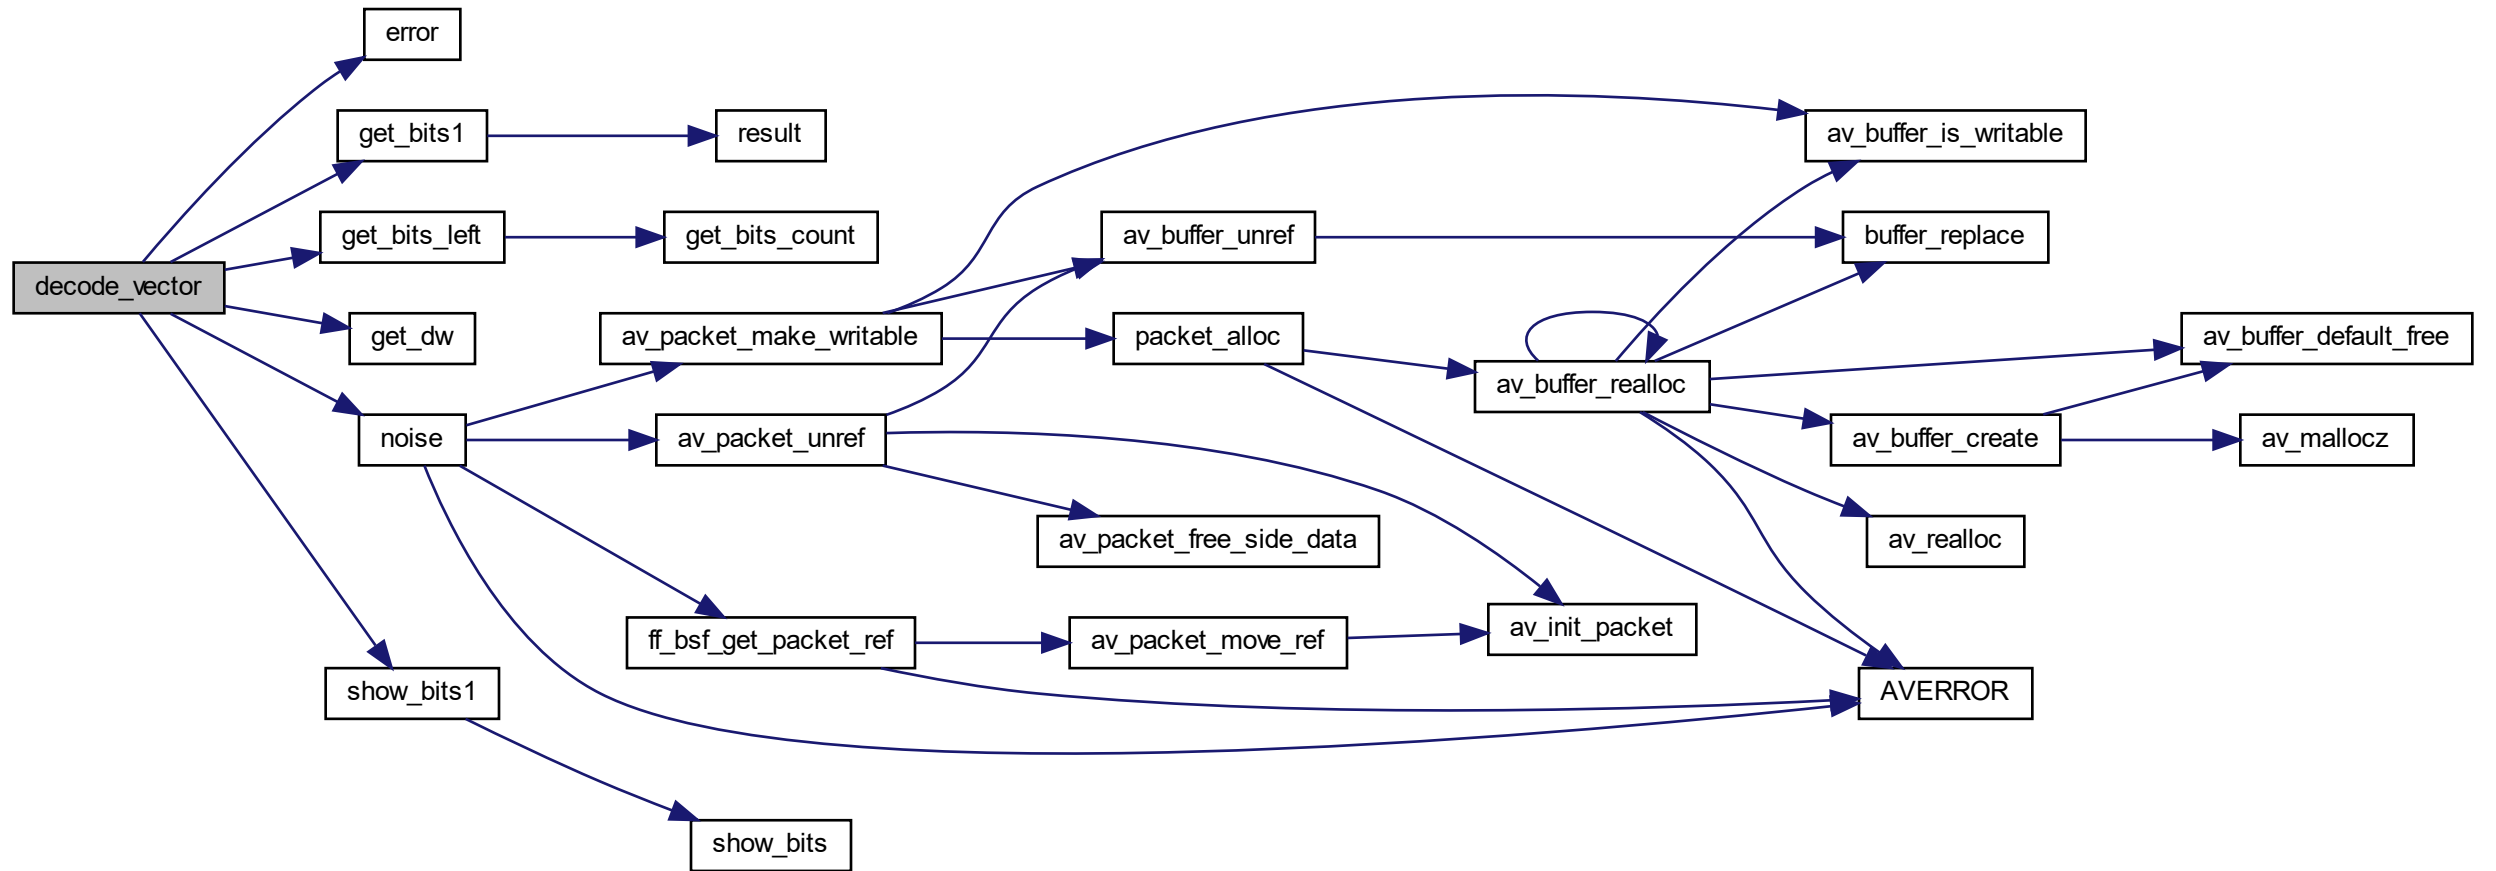 error
get_bits1
result
av_buffer_is_writable
get_bits_left
get_bits_count
av_buffer_unref
buffer_replace
decode_vector
get_dw
av_packet_make_writable
packet_alloc
av_buffer_default_free
av_buffer_realloc
noise
av_packet_unref
av_buffer_create
av_mallocz
av_packet_free_side_data
av_realloc
ff_bsf_get_packet_ref
av_packet_move_ref
av_init_packet
show_bits1
AVERROR
show_bits